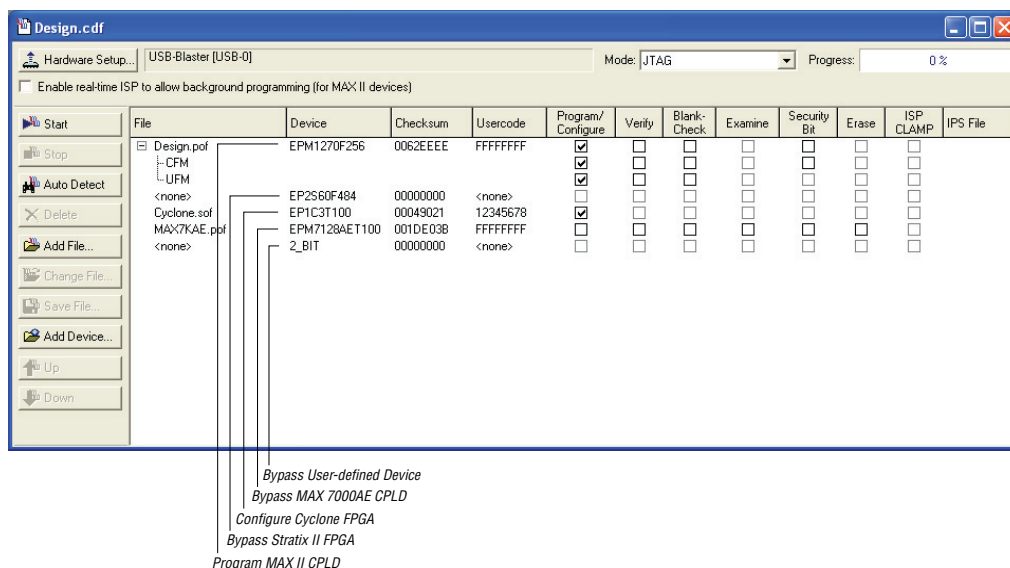 Design.cdf
Hardware Setup... USB-Blaster [USB-0] Mode: JTAG Progress: 0 %
Enable real-time ISP to allow background programming (for MAX II devices)
Start
Stop
Auto Detect
Delete
Add File...
Change File...
Save File...
Add Device...
Up
Down
File Device Checksum Usercode Program/ Configure Verify Blank- Check Examine Security Bit Erase ISP CLAMP IPS File
Design.pof EPM1270F256 0062EEEE FFFFFFFF
CFM
UFM
<none> EP2S60F484 00000000 <none>
Cyclone.sof EP1C3T100 00049021 12345678
MAX7KAE.pof EPM7128AET100 001DE03B FFFFFFFF
<none> 2_BIT 00000000 <none>
Bypass User-defined Device
Bypass MAX 7000AE CPLD
Configure Cyclone FPGA
Bypass Stratix II FPGA
Program MAX II CPLD